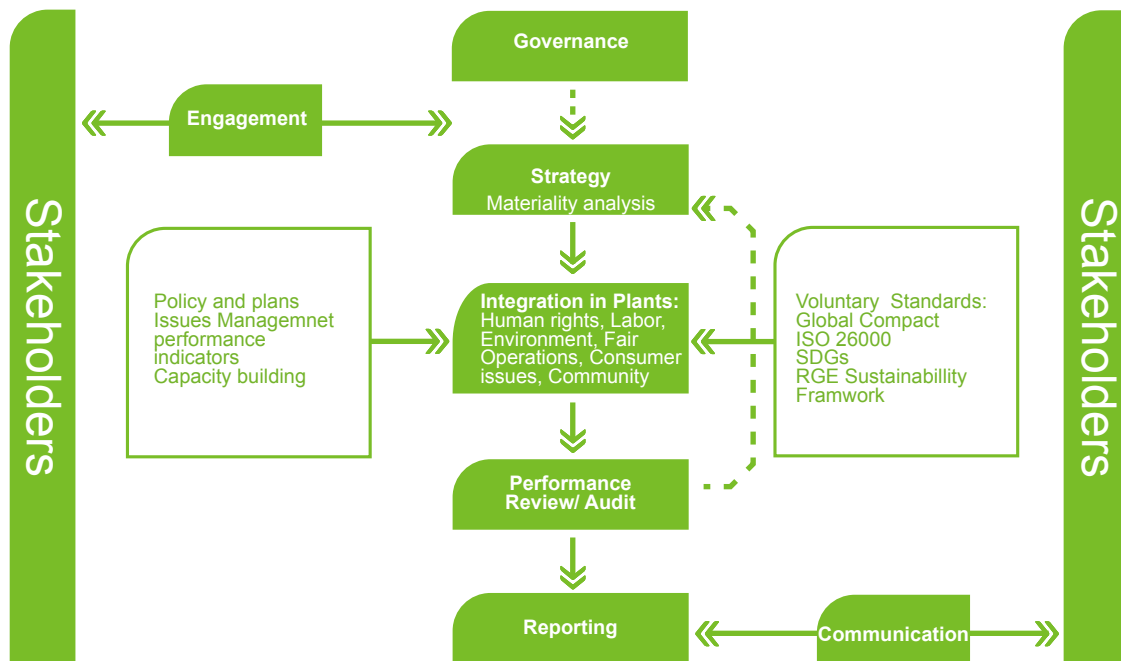 Stakeholders
Governance
Engagement
Strategy
Materiality analysis
Policy and plans
Issues Managemnet
performance
indicators
Capacity building
Integration in Plants:
Human rights, Labor,
Environment, Fair
Operations, Consumer
issues, Community
Voluntary Standards:
Global Compact
ISO 26000
SDGs
RGE Sustainabillity
Framwork
Performance
Review/ Audit
Reporting
Communication
Stakeholders